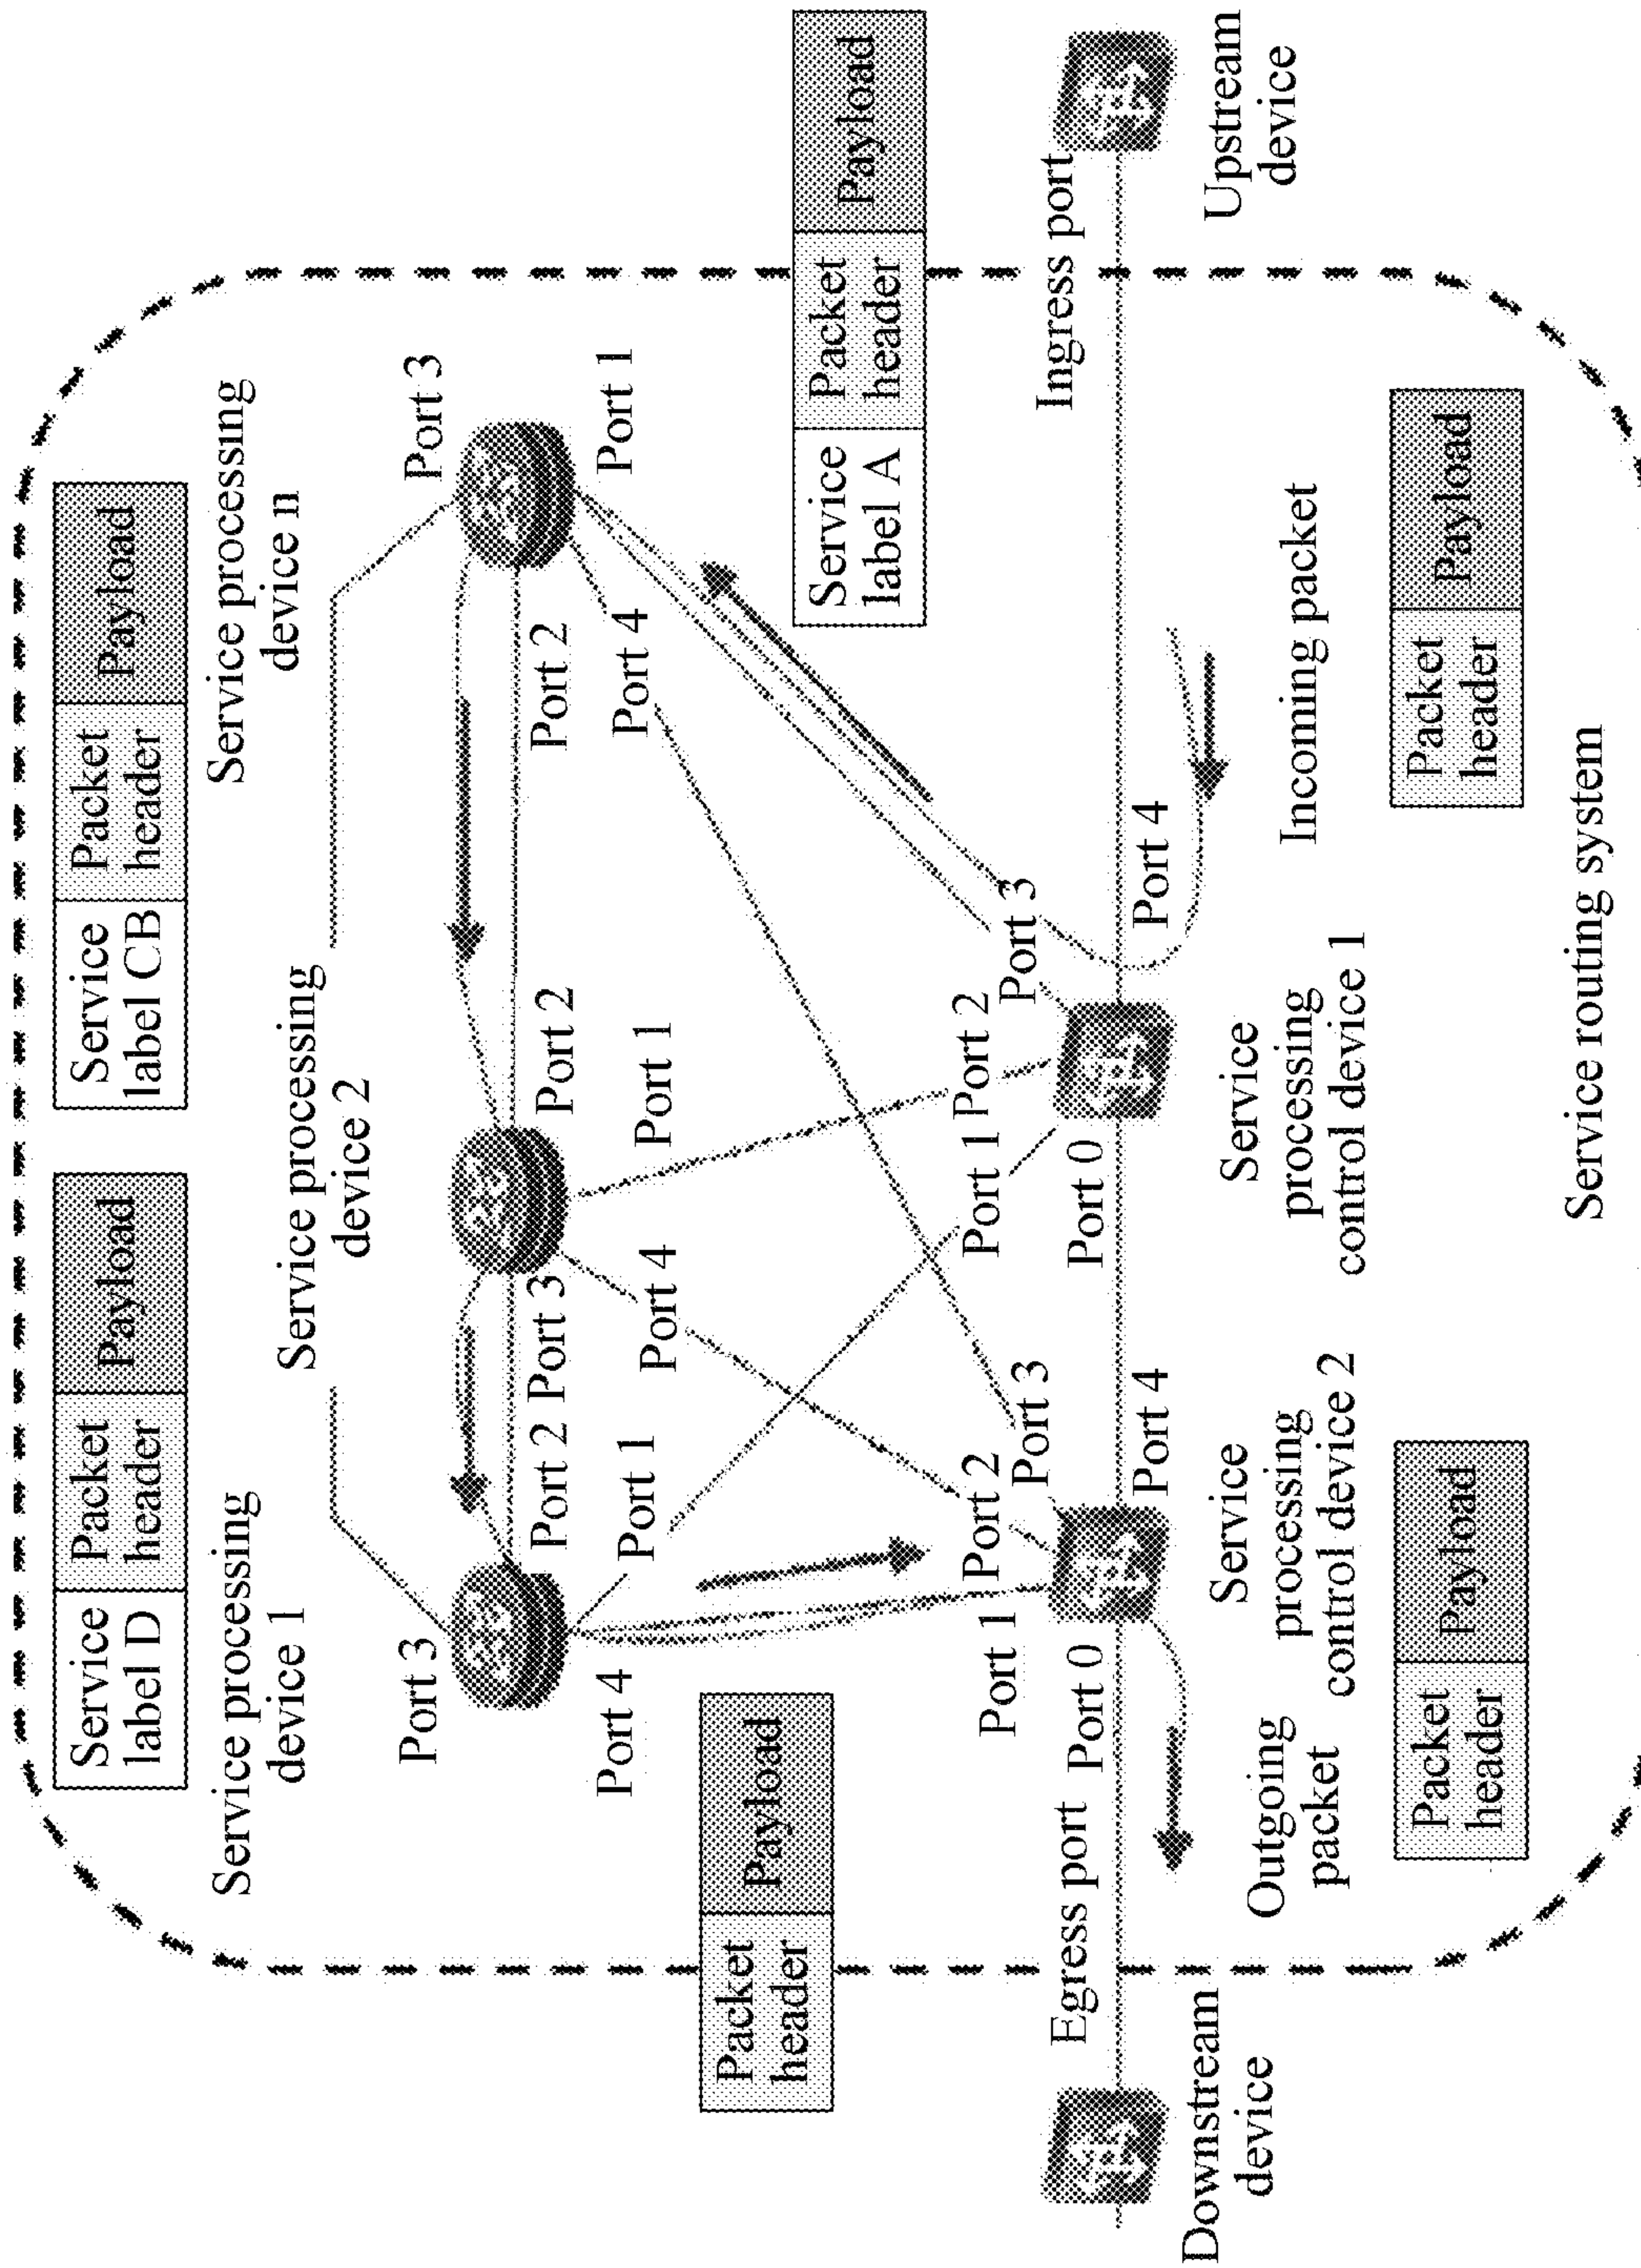 Service
label D
Packet
header
Payload
Service
label CB
Packet
header
Payload
Service processing
device 1
Service processing
device 2
Service processing
device n
Port 3
Port 3
Port 2
Port 3
Port 2
Port 2
Port 4
Port 1
Port 4
Port 1
Port 4
Port 1
Packet
header
Payload
Service
label A
Packet
header
Payload
Port 1
Port 2
Port 3
Port 1
Port 2
Port 3
Egress port
Port 0
Port 4
Port 0
Port 4
Ingress port
Downstream
device
Outgoing
packet
Service
processing
control device 2
Service
processing
control device 1
Incoming packet
Upstream
device
Packet
header
Payload
Packet
header
Payload
Service routing system